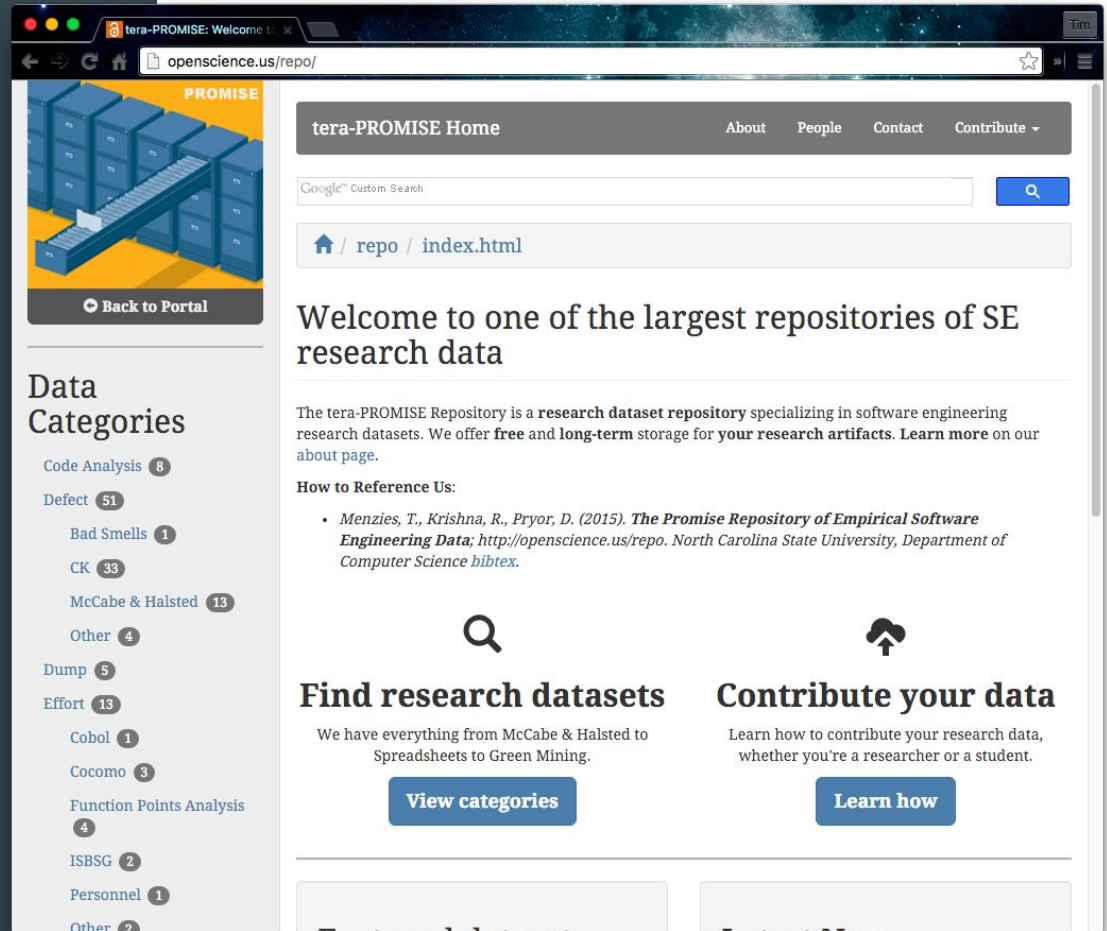 tera-PROMISE: Welcome to
Tim
openscience.us/repo/
PROMISE
Back to Portal
Data
Categories
Code Analysis 8
Defect 51
Bad Smells 1
CK 33
McCabe & Halsted 13
Other 4
Dump 5
Effort 13
Cobol 1
Cocomo 3
Function Points Analysis
4
ISBSG 2
Personnel 1
Other 2
tera-PROMISE Home
About People Contact Contribute
Google™ Custom Search
/ repo / index.html
Welcome to one of the largest repositories of SE
research data
The tera-PROMISE Repository is a research dataset repository specializing in software engineering
research datasets. We offer free and long-term storage for your research artifacts. Learn more on our
about page.
How to Reference Us:
• Menzies, T., Krishna, R., Pryor, D. (2015). The Promise Repository of Empirical Software
Engineering Data; http://openscience.us/repo. North Carolina State University, Department of
Computer Science bibtex.
Find research datasets
We have everything from McCabe & Halsted to
Spreadsheets to Green Mining.
View categories
Contribute your data
Learn how to contribute your research data,
whether you're a researcher or a student.
Learn how